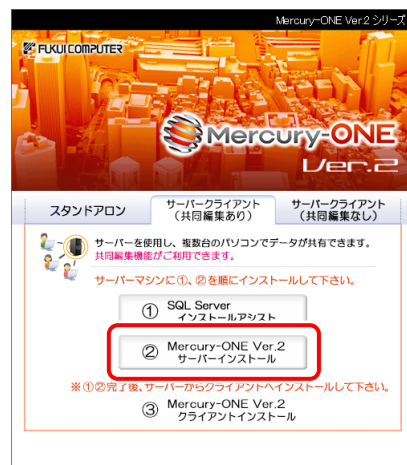 Mercury-ONE Ver.2 シリーズ
FUKUI COMPUTER
Mercury-ONE
Ver.2
スタンドアロン
サーバークライアント
（共同編集あり）
サーバークライアント
（共同編集なし）
サーバーを使用し、複数台のパソコンでデータが共有できます。
共同編集機能がご利用できます。
サーバーマシンに①、②を順にインストールして下さい。
① SQL Server
インストールアシスト
② Mercury-ONE Ver.2
サーバーインストール
※①②完了後、サーバーからクライアントへインストールして下さい。
③ Mercury-ONE Ver.2
クライアントインストール